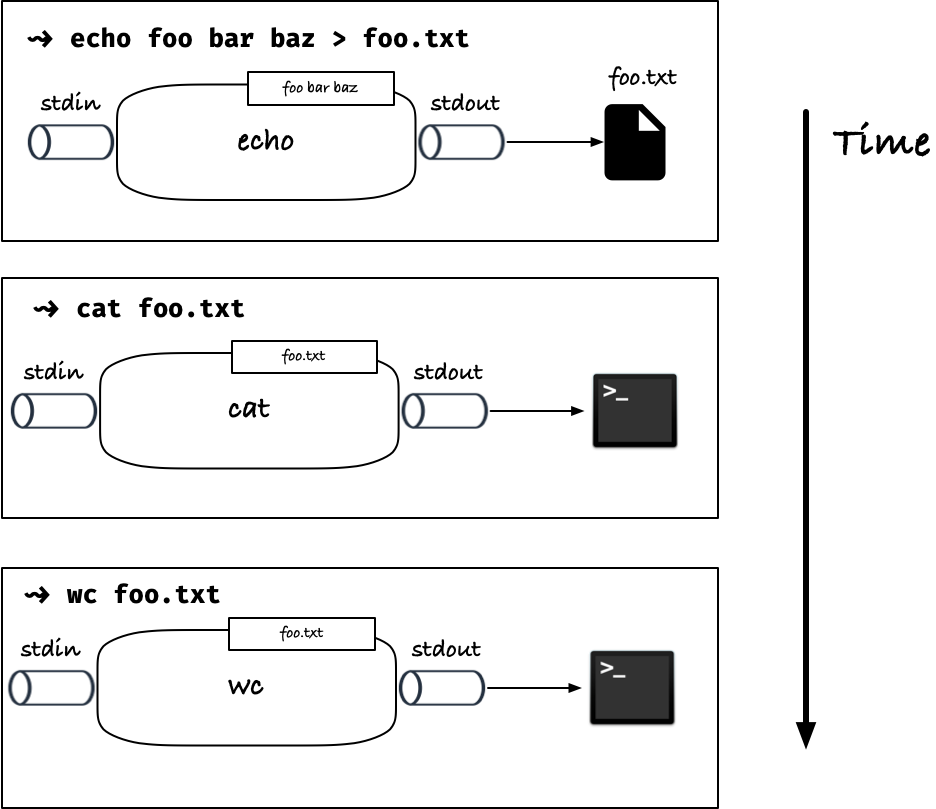 ⇝ echo foo bar baz > foo.txt
foo.txt
foo bar baz
stdin
stdout
echo
Time
⇝ cat foo.txt
foo.txt
stdin
stdout
cat
>_
⇝ wc foo.txt
foo.txt
stdin
stdout
wc
>_